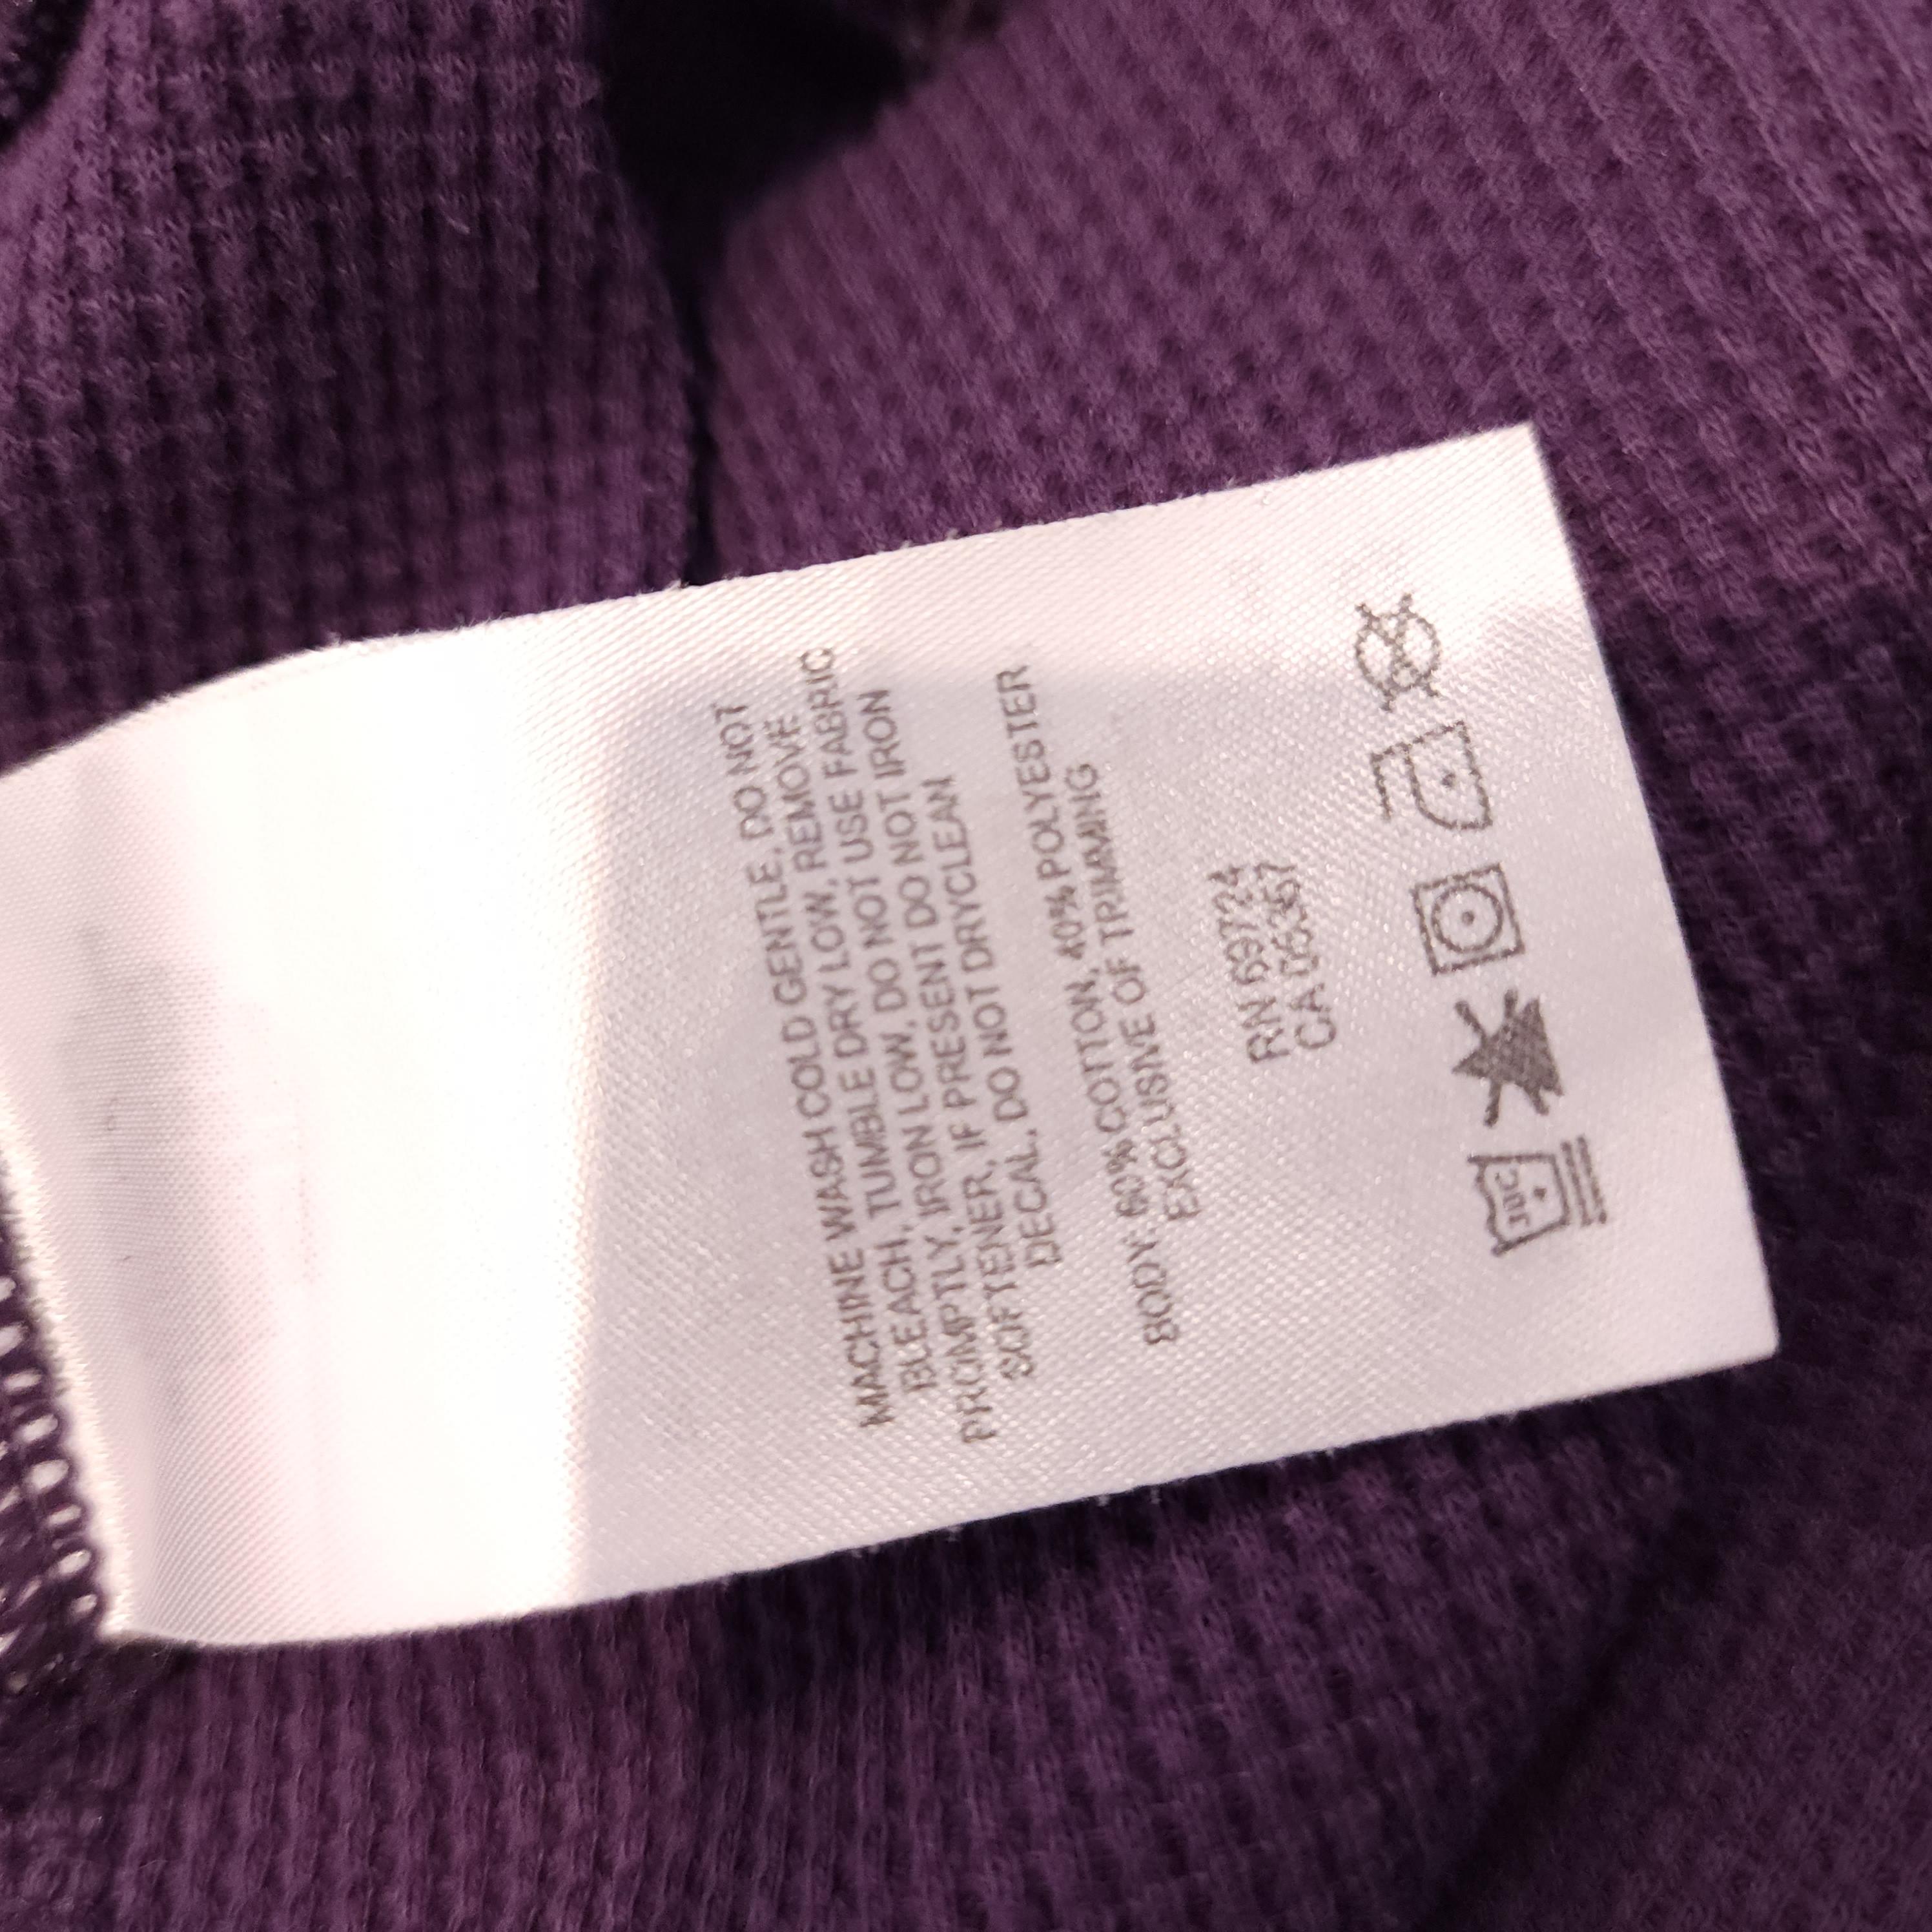 MACHINE WASH COLD GENTLE, DO NOT
BLEACH, TUMBLE DRY LOW, REMOVE
PROMPTLY, IRON LOW, DO NOT USE FABRIC
SOFTENER, IF PRESENT DO NOT IRON
DECAL, DO NOT DRYCLEAN
BODY: 60% COTTON, 40% POLYESTER
EXCLUSIVE OF TRIMMING
RN 69724
CA 06367